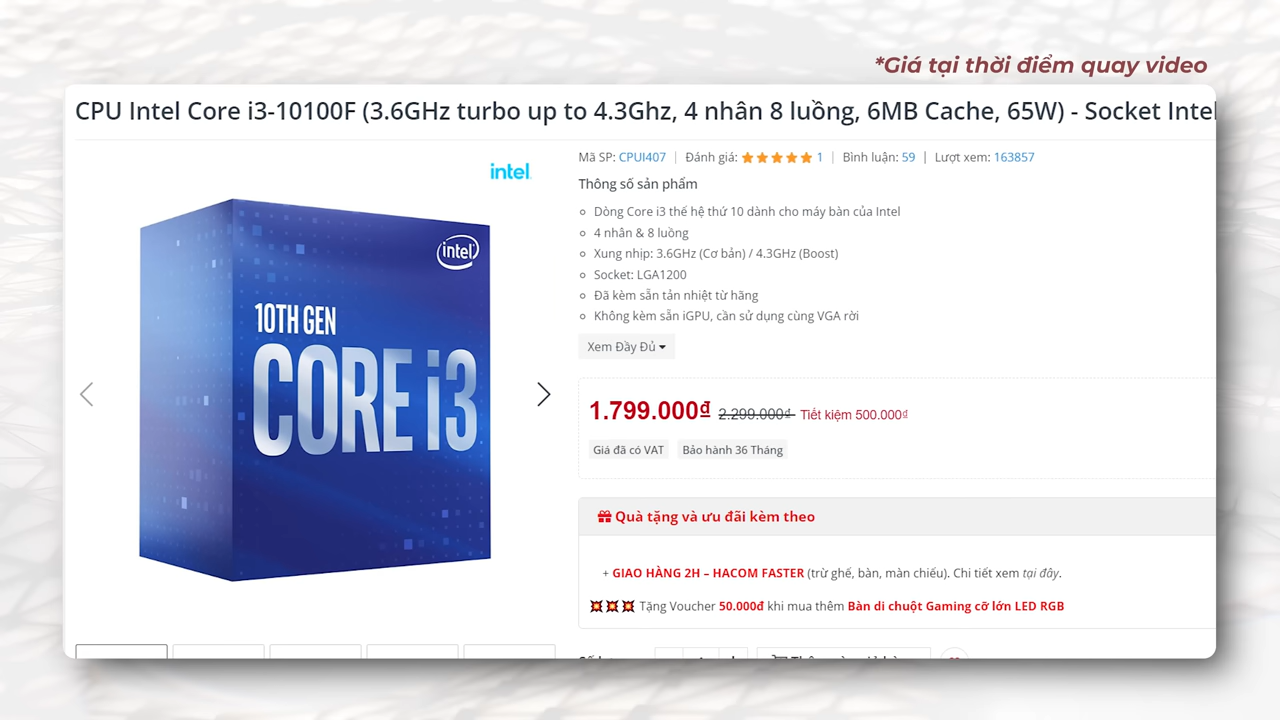 *Giá tại thời điểm quay video
CPU Intel Core i3-10100F (3.6GHz turbo up to 4.3Ghz, 4 nhân 8 luồng, 6MB Cache, 65W) - Socket Intel
intel
intel
10TH GEN
CORE i3
Mã SP: CPUI407 | Đánh giá: 1 | Bình luận: 59 | Lượt xem: 163857
Thông số sản phẩm
Dòng Core i3 thế hệ thứ 10 dành cho máy bàn của Intel
4 nhân & 8 luồng
Xung nhịp: 3.6GHz (Cơ bản) / 4.3GHz (Boost)
Socket: LGA1200
Đã kèm sẵn tản nhiệt từ hãng
Không kèm sẵn iGPU, cần sử dụng cùng VGA rời
Xem Đầy Đủ
1.799.000₫ 2.299.000₫ Tiết kiệm 500.000₫
Giá đã có VAT Bảo hành 36 Tháng
Quà tặng và ưu đãi kèm theo
+ GIAO HÀNG 2H – HACOM FASTER (trừ ghế, bàn, màn chiếu). Chi tiết xem tại đây.
💥💥💥 Tặng Voucher 50.000đ khi mua thêm Bàn di chuột Gaming cỡ lớn LED RGB